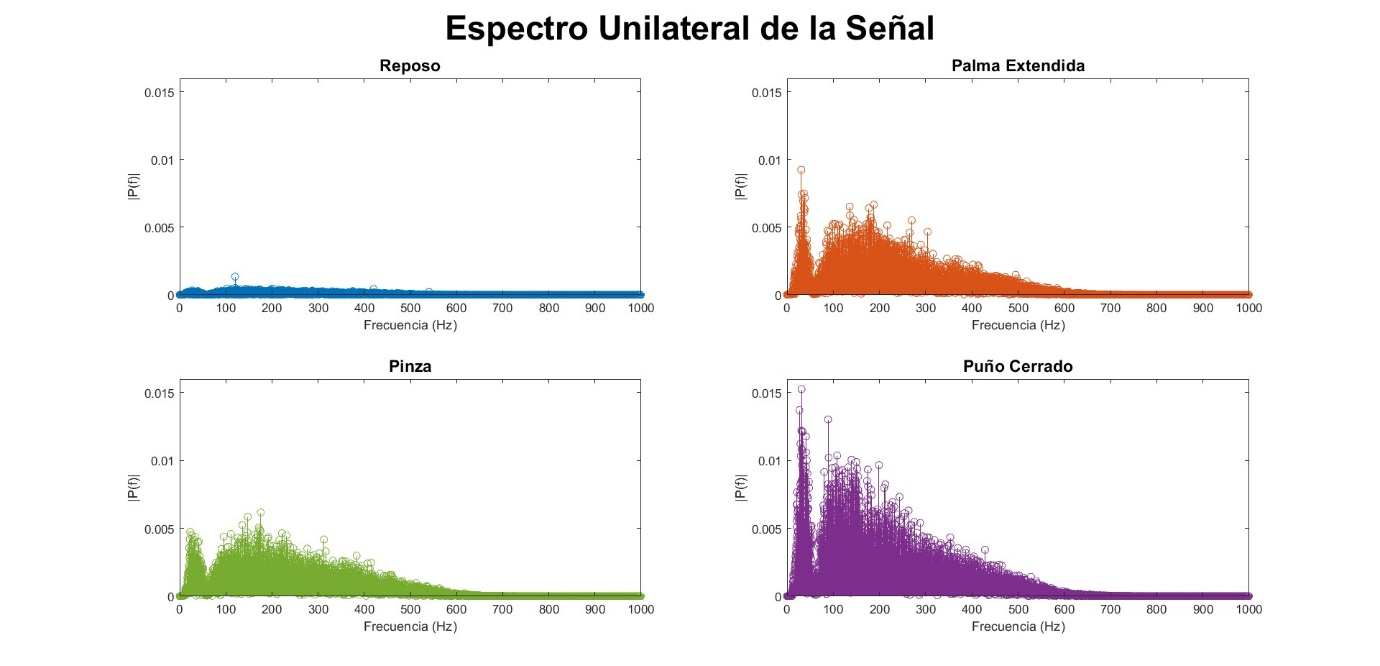 Espectro Unilateral de la Señal
Reposo
0.015
0.01
0.005
0
|P(f)|
0 100 200 300 400 500 600 700 800 900 1000
Frecuencia (Hz)
Palma Extendida
0.015
0.01
0.005
0
|P(f)|
0 100 200 300 400 500 600 700 800 900 1000
Frecuencia (Hz)
Pinza
0.015
0.01
0.005
0
|P(f)|
0 100 200 300 400 500 600 700 800 900 1000
Frecuencia (Hz)
Puño Cerrado
0.015
0.01
0.005
0
|P(f)|
0 100 200 300 400 500 600 700 800 900 1000
Frecuencia (Hz)